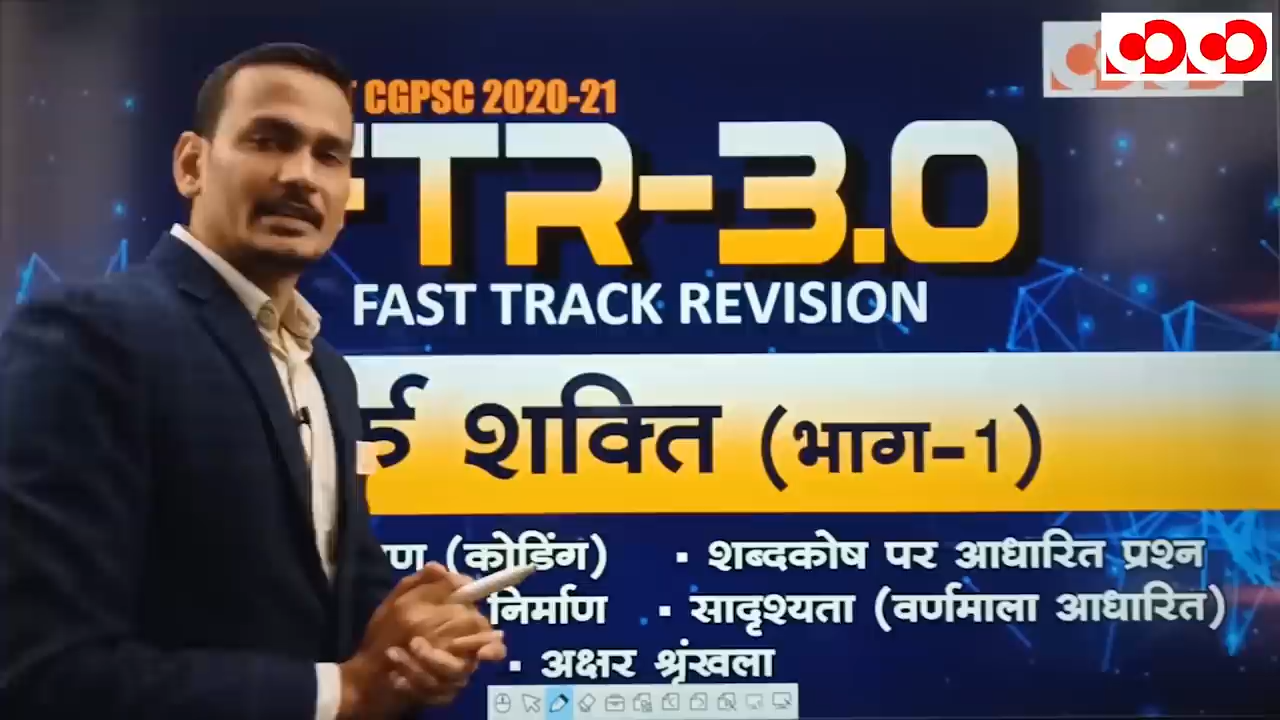 CGPSC 2020-21
FTR-3.0
FAST TRACK REVISION
शक्ति (भाग-1)
(कोडिंग) ▪ शब्दकोष पर आधारित प्रश्न
निर्माण ▪ सादृश्यता (वर्णमाला आधारित)
▪ अक्षर श्रृंखला